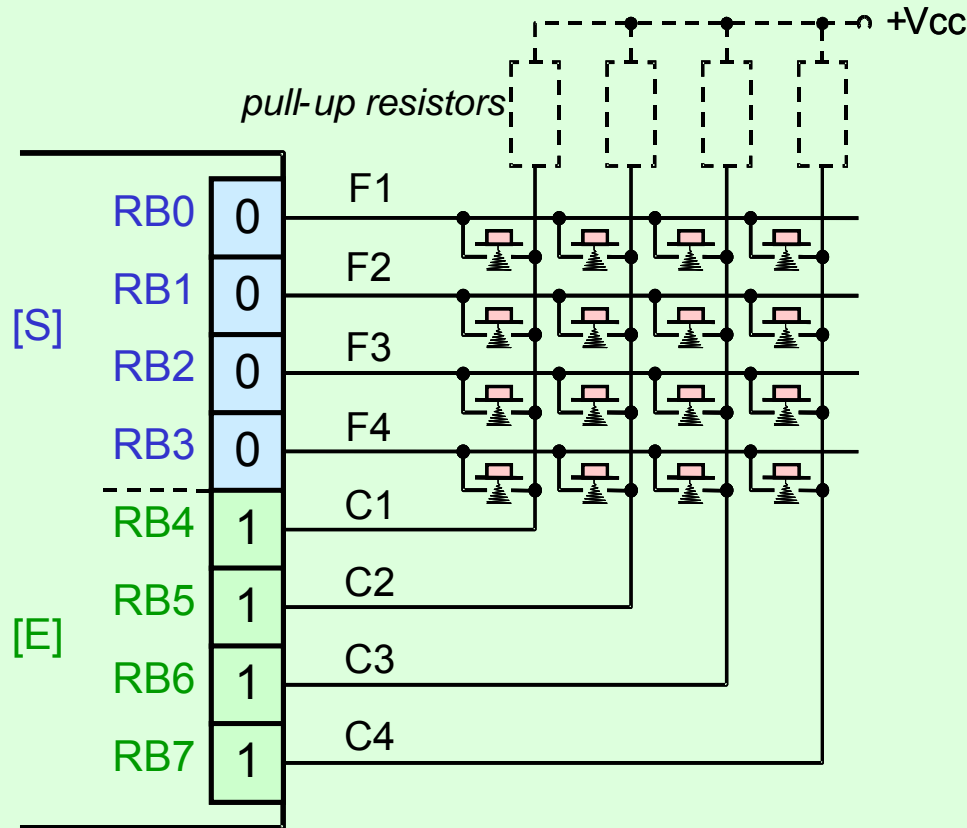 +Vcc
pull-up resistors
F1
RB0 0
F2
RB1 0
[S]
F3
RB2 0
F4
RB3 0
C1
RB4 1
C2
RB5 1
[E]
C3
RB6 1
C4
RB7 1